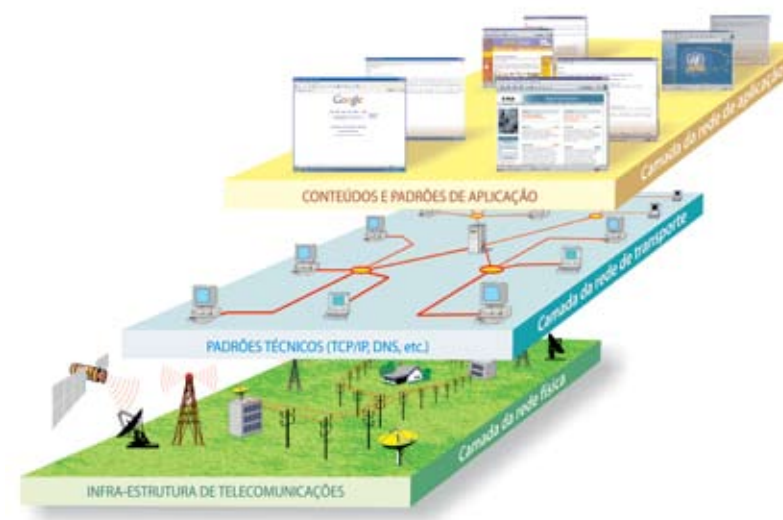 Google
CONTEÚDOS E PADRÕES DE APLICAÇÃO
Camada da rede de aplicação
PADRÕES TÉCNICOS (TCP/IP, DNS, etc.)
Camada da rede de transporte
INFRA-ESTRUTURA DE TELECOMUNICAÇÕES
Camada da rede física